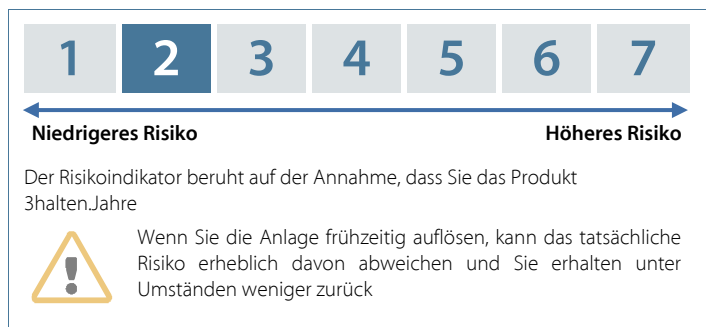 1 2 3 4 5 6 7
Niedrigeres Risiko Höheres Risiko
Der Risikoindikator beruht auf der Annahme, dass Sie das Produkt
3halten.Jahre
Wenn Sie die Anlage frühzeitig auflösen, kann das tatsächliche
Risiko erheblich davon abweichen und Sie erhalten unter
Umständen weniger zurück